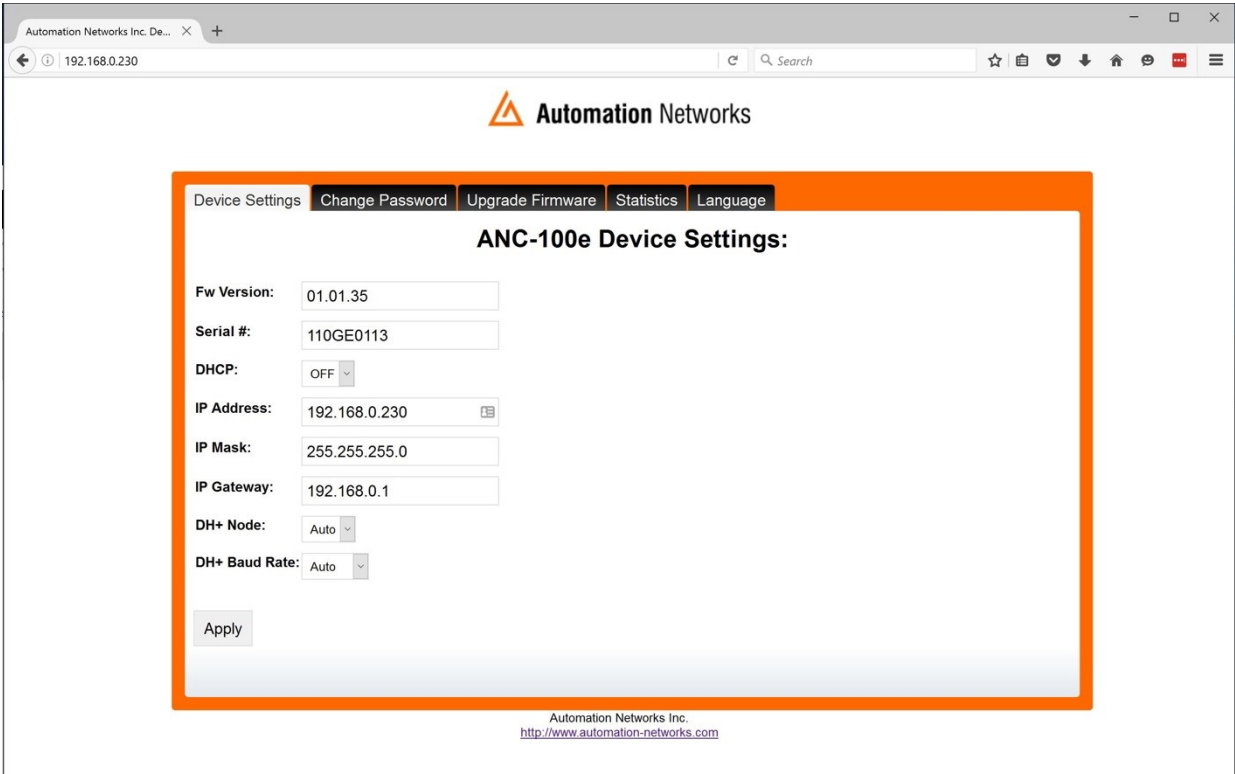 Automation Networks Inc. De...
192.168.0.230
Search
Automation Networks
Device Settings Change Password Upgrade Firmware Statistics Language
ANC-100e Device Settings:
Fw Version: 01.01.35
Serial #: 110GE0113
DHCP: OFF
IP Address: 192.168.0.230
IP Mask: 255.255.255.0
IP Gateway: 192.168.0.1
DH+ Node: Auto
DH+ Baud Rate: Auto
Apply
Automation Networks Inc.
http://www.automation-networks.com